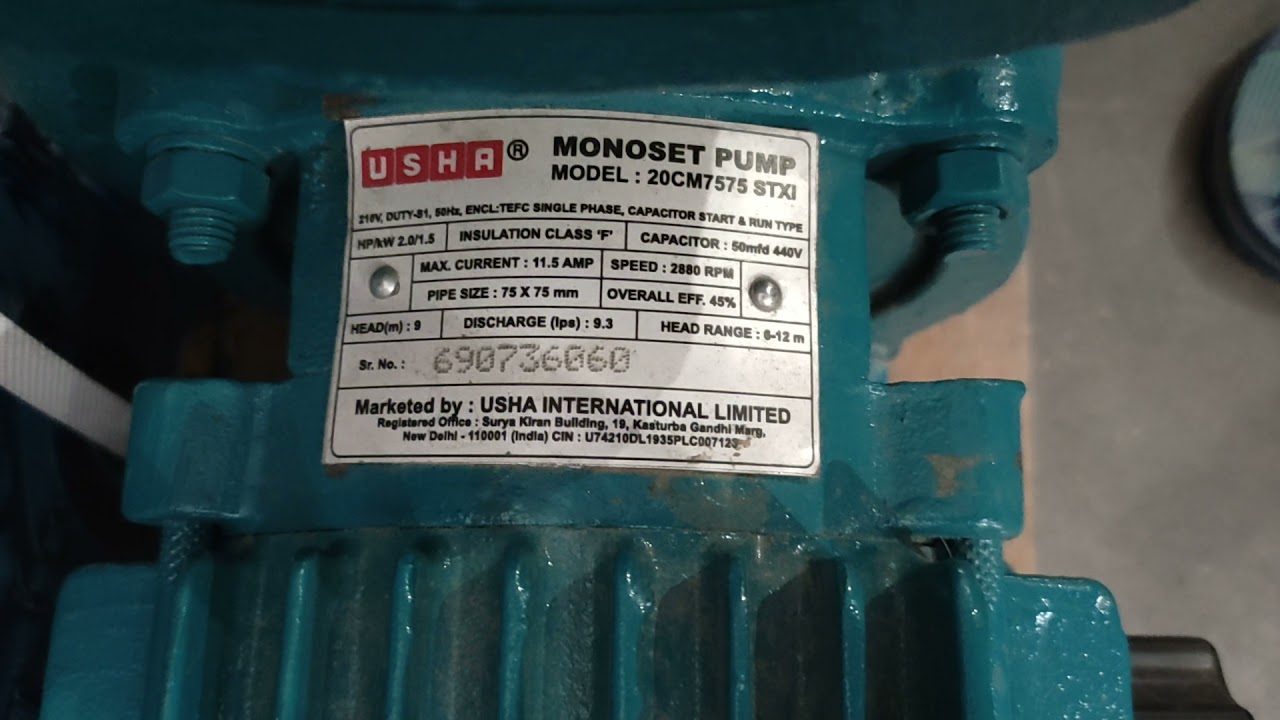 USHA® MONOSET PUMP
MODEL : 20CM7575 STXI
210V, DUTY-S1, 50Hz, ENCL:TEFC SINGLE PHASE, CAPACITOR START & RUN TYPE
HP/kW 2.0/1.5 INSULATION CLASS 'F' CAPACITOR : 50mfd 440V
MAX. CURRENT : 11.5 AMP SPEED : 2880 RPM
PIPE SIZE : 75 X 75 mm OVERALL EFF. 45%
HEAD(m) : 9 DISCHARGE (lps) : 9.3 HEAD RANGE : 6-12 m
Sr. No. : 690736060
Marketed by : USHA INTERNATIONAL LIMITED
Registered Office : Surya Kiran Building, 19, Kasturba Gandhi Marg,
New Delhi - 110001 (India) CIN : U74210DL1935PLC007123